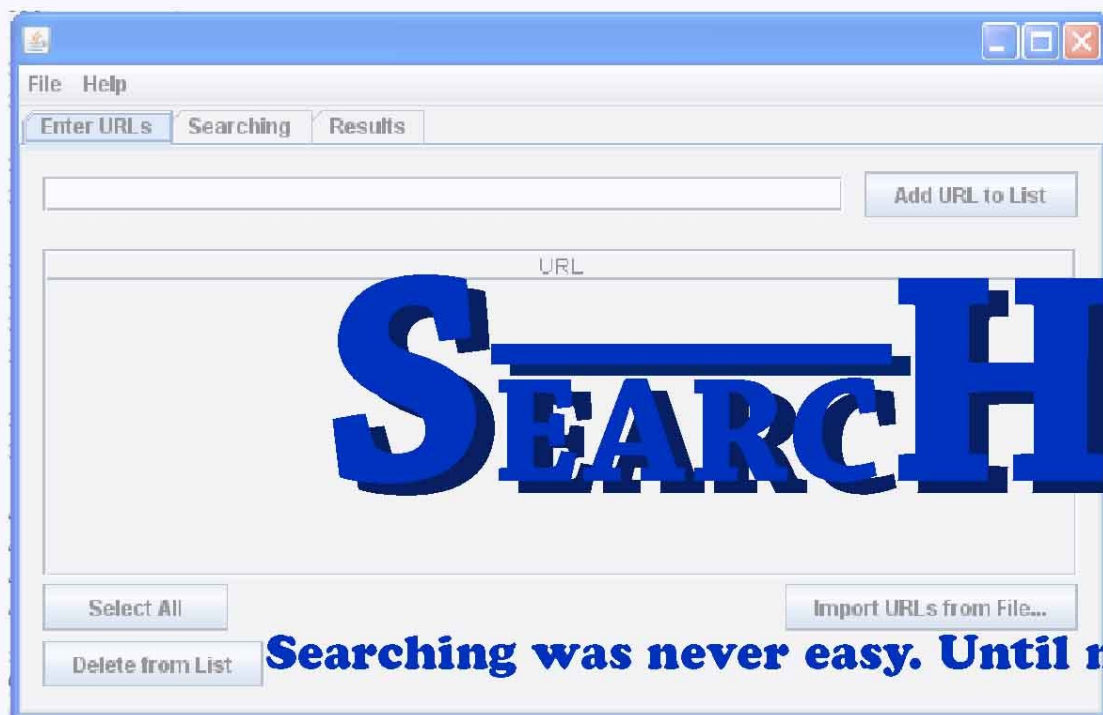 File Help
Enter URLs Searching Results
Add URL to List
URL
SEARCH
Select All
Import URLs from File...
Delete from List
Searching was never easy. Until